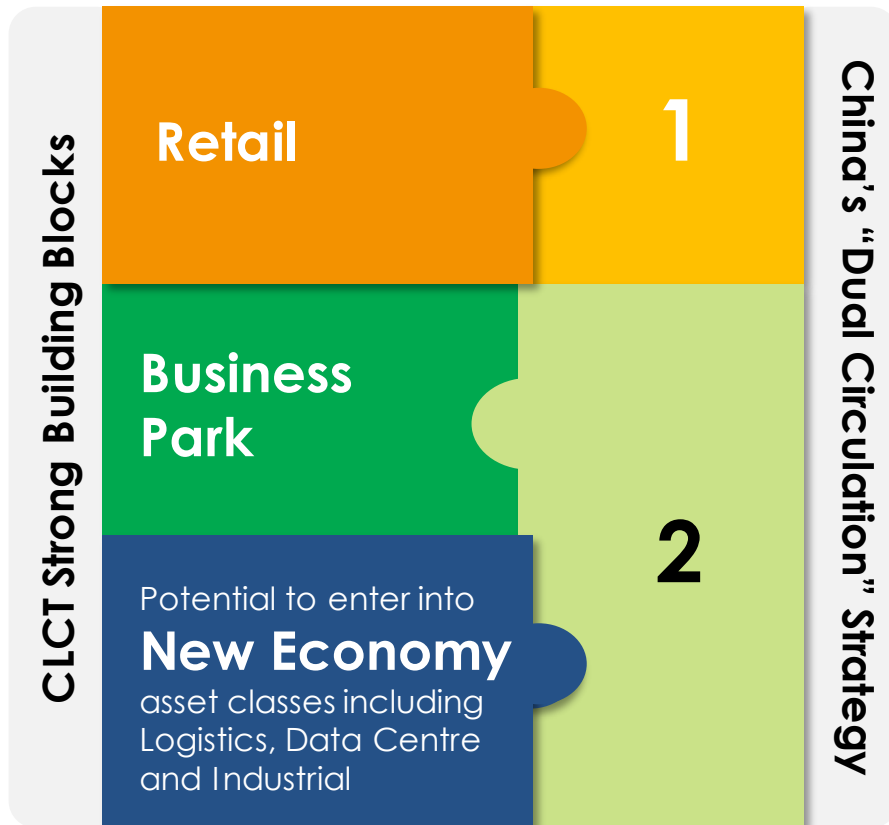 CLCT Strong Building Blocks
Retail
1
Business
Park
2
Potential to enter into
New Economy
asset classes including
Logistics, Data Centre
and Industrial
China’s “Dual Circulation” Strategy